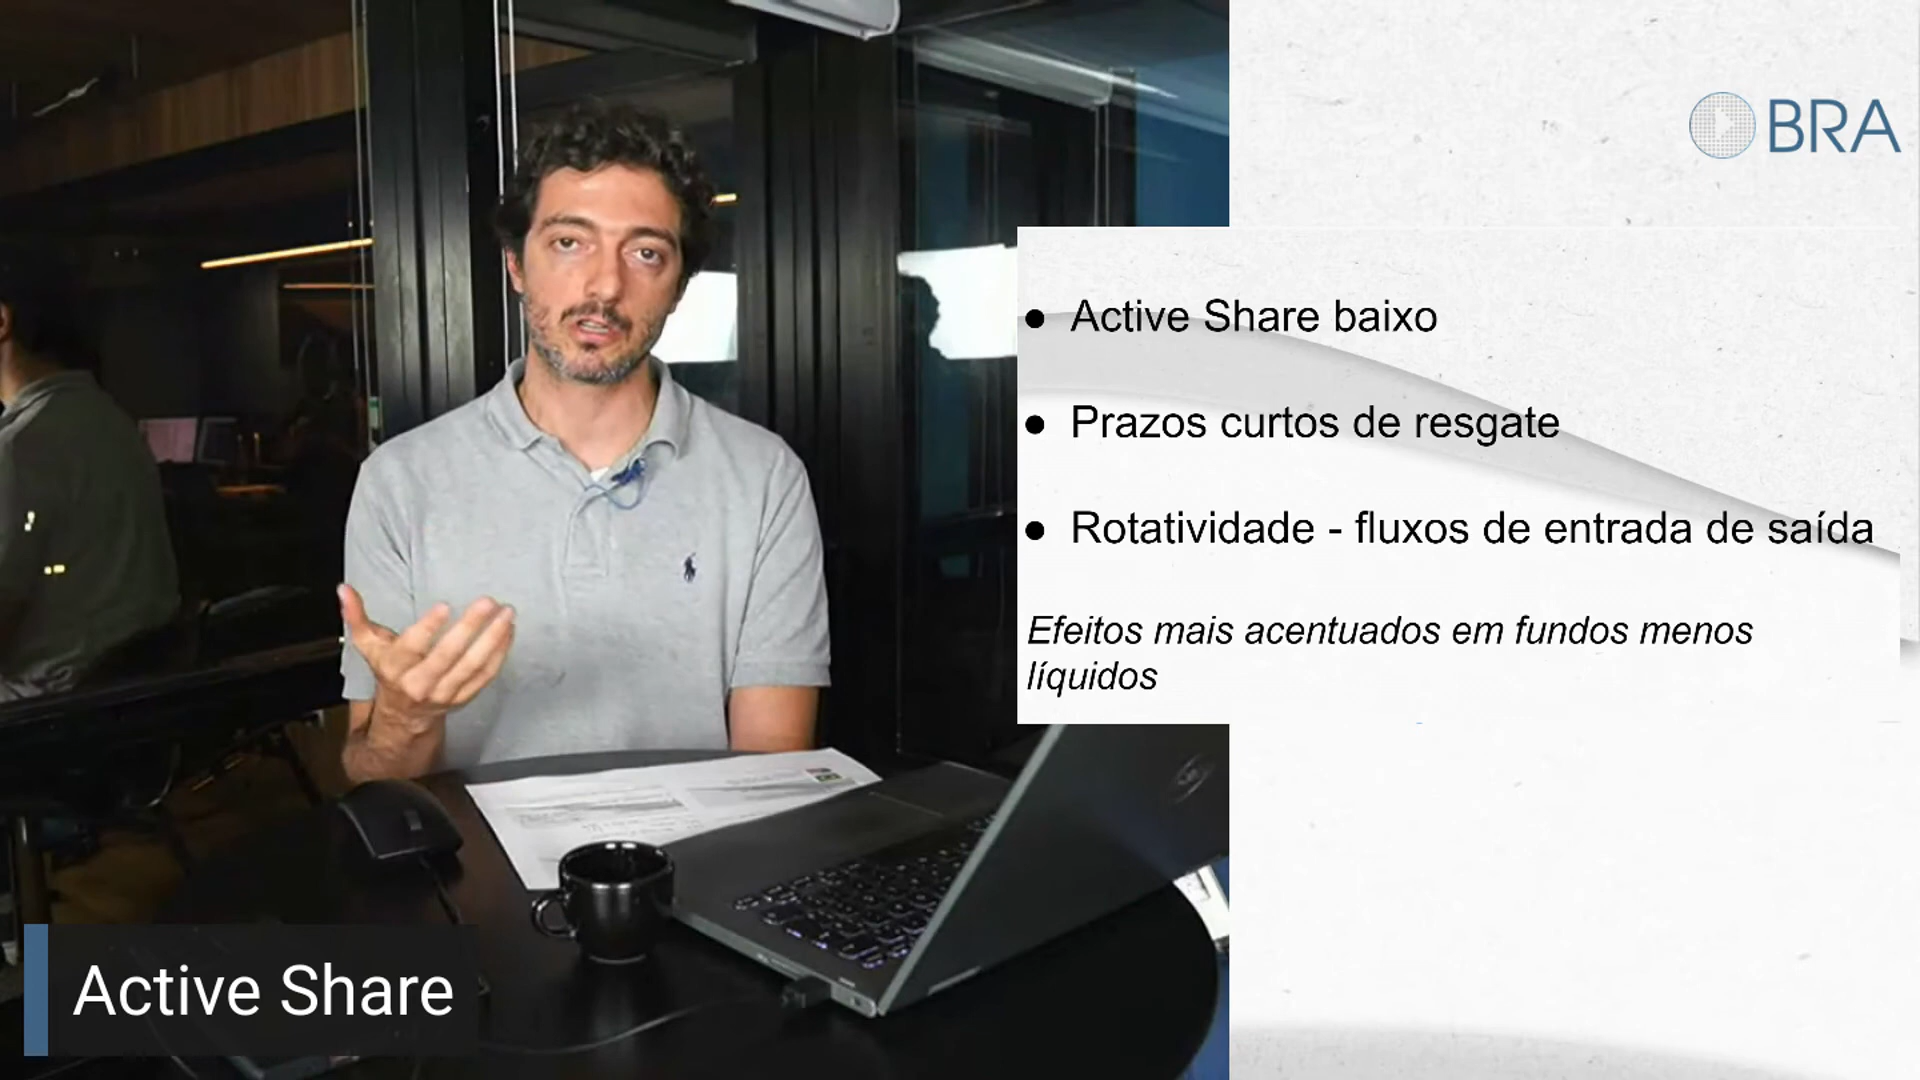 BRA
● Active Share baixo
● Prazos curtos de resgate
● Rotatividade - fluxos de entrada de saída
Efeitos mais acentuados em fundos menos
líquidos
Active Share